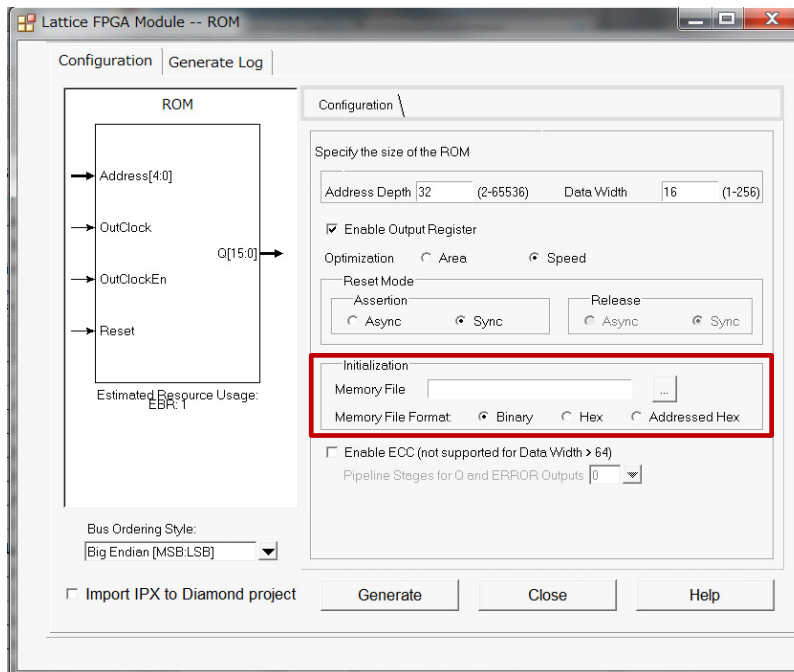 Lattice FPGA Module -- ROM
Configuration
Generate Log
ROM
Address[4:0]
OutClock
Q[15:0]
OutClockEn
Reset
Estimated Resource Usage:
EBR: 1
Bus Ordering Style:
Big Endian [MSB:LSB]
Configuration
Specify the size of the ROM
Address Depth 32 (2-65536) Data Width 16 (1-256)
Enable Output Register
Optimization Area Speed
Reset Mode
Assertion Release
Async Sync Async Sync
Initialization
Memory File ...
Memory File Format: Binary Hex Addressed Hex
Enable ECC (not supported for Data Width > 64)
Pipeline Stages for Q and ERROR Outputs 0
Import IPX to Diamond project Generate Close Help